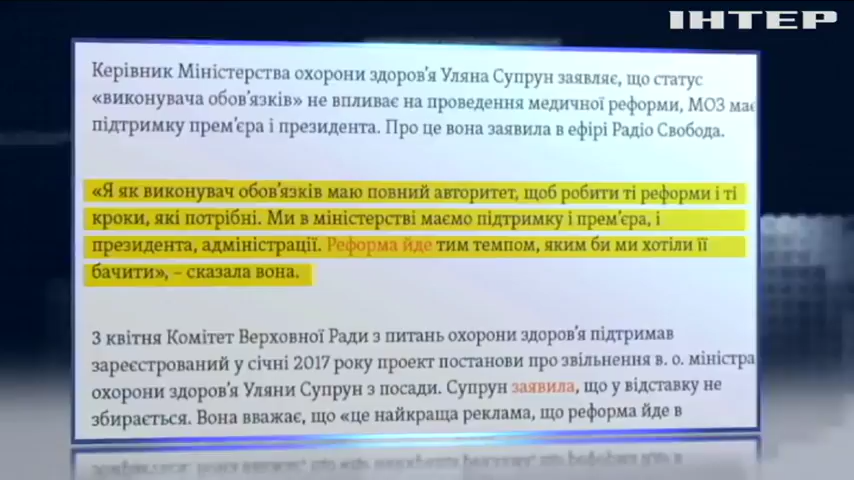 ІНТЕР
Керівник Міністерства охорони здоров'я Уляна Супрун заявляє, що статус
«виконувача обов'язків» не впливає на проведення медичної реформи, МОЗ має
підтримку прем'єра і президента. Про це вона заявила в ефірі Радіо Свобода.
«Я як виконувач обов'язків маю повний авторитет, щоб робити ті реформи і ті
кроки, які потрібні. Ми в міністерстві маємо підтримку і прем'єра, і
президента, адміністрації. Реформа йде тим темпом, яким би ми хотіли її
бачити», – сказала вона.
3 квітня Комітет Верховної Ради з питань охорони здоров'я підтримав
зареєстрований у січні 2017 року проект постанови про звільнення в. о. міністра
охорони здоров'я Уляни Супрун з посади. Супрун заявила, що у відставку не
збирається. Вона вважає, що «це найкраща реклама, що реформа йде в